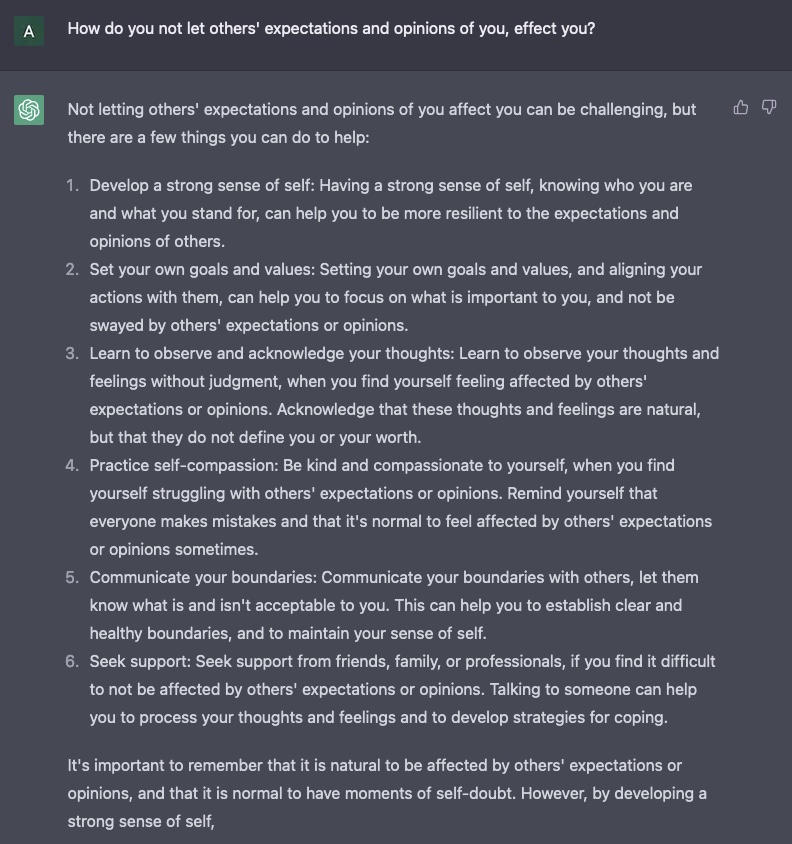 A
How do you not let others' expectations and opinions of you, effect you?
Not letting others' expectations and opinions of you affect you can be challenging, but
there are a few things you can do to help:
1. Develop a strong sense of self: Having a strong sense of self, knowing who you are
and what you stand for, can help you to be more resilient to the expectations and
opinions of others.
2. Set your own goals and values: Setting your own goals and values, and aligning your
actions with them, can help you to focus on what is important to you, and not be
swayed by others' expectations or opinions.
3. Learn to observe and acknowledge your thoughts: Learn to observe your thoughts and
feelings without judgment, when you find yourself feeling affected by others'
expectations or opinions. Acknowledge that these thoughts and feelings are natural,
but that they do not define you or your worth.
4. Practice self-compassion: Be kind and compassionate to yourself, when you find
yourself struggling with others' expectations or opinions. Remind yourself that
everyone makes mistakes and that it's normal to feel affected by others' expectations
or opinions sometimes.
5. Communicate your boundaries: Communicate your boundaries with others, let them
know what is and isn't acceptable to you. This can help you to establish clear and
healthy boundaries, and to maintain your sense of self.
6. Seek support: Seek support from friends, family, or professionals, if you find it difficult
to not be affected by others' expectations or opinions. Talking to someone can help
you to process your thoughts and feelings and to develop strategies for coping.
It's important to remember that it is natural to be affected by others' expectations or
opinions, and that it is normal to have moments of self-doubt. However, by developing a
strong sense of self,